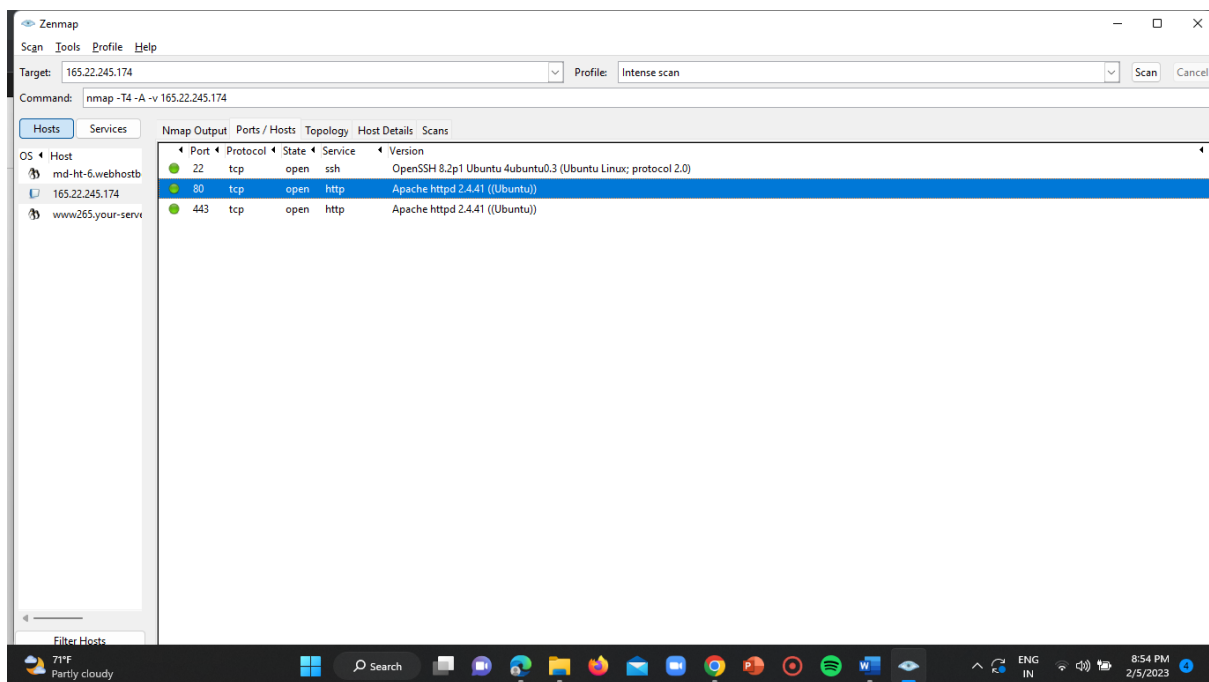 Zenmap
Scan Tools Profile Help
Target: 165.22.245.174 Profile: Intense scan Scan Cancel
Command: nmap -T4 -A -v 165.22.245.174
Hosts Services Nmap Output Ports / Hosts Topology Host Details Scans
OS Host Port Protocol State Service Version
md-ht-6.webhostb 22 tcp open ssh OpenSSH 8.2p1 Ubuntu 4ubuntu0.3 (Ubuntu Linux; protocol 2.0)
165.22.245.174 80 tcp open http Apache httpd 2.4.41 ((Ubuntu))
www265.your-serve 443 tcp open http Apache httpd 2.4.41 ((Ubuntu))
Filter Hosts
71°F
Partly cloudy
Search
ENG
IN
8:54 PM
2/5/2023
4